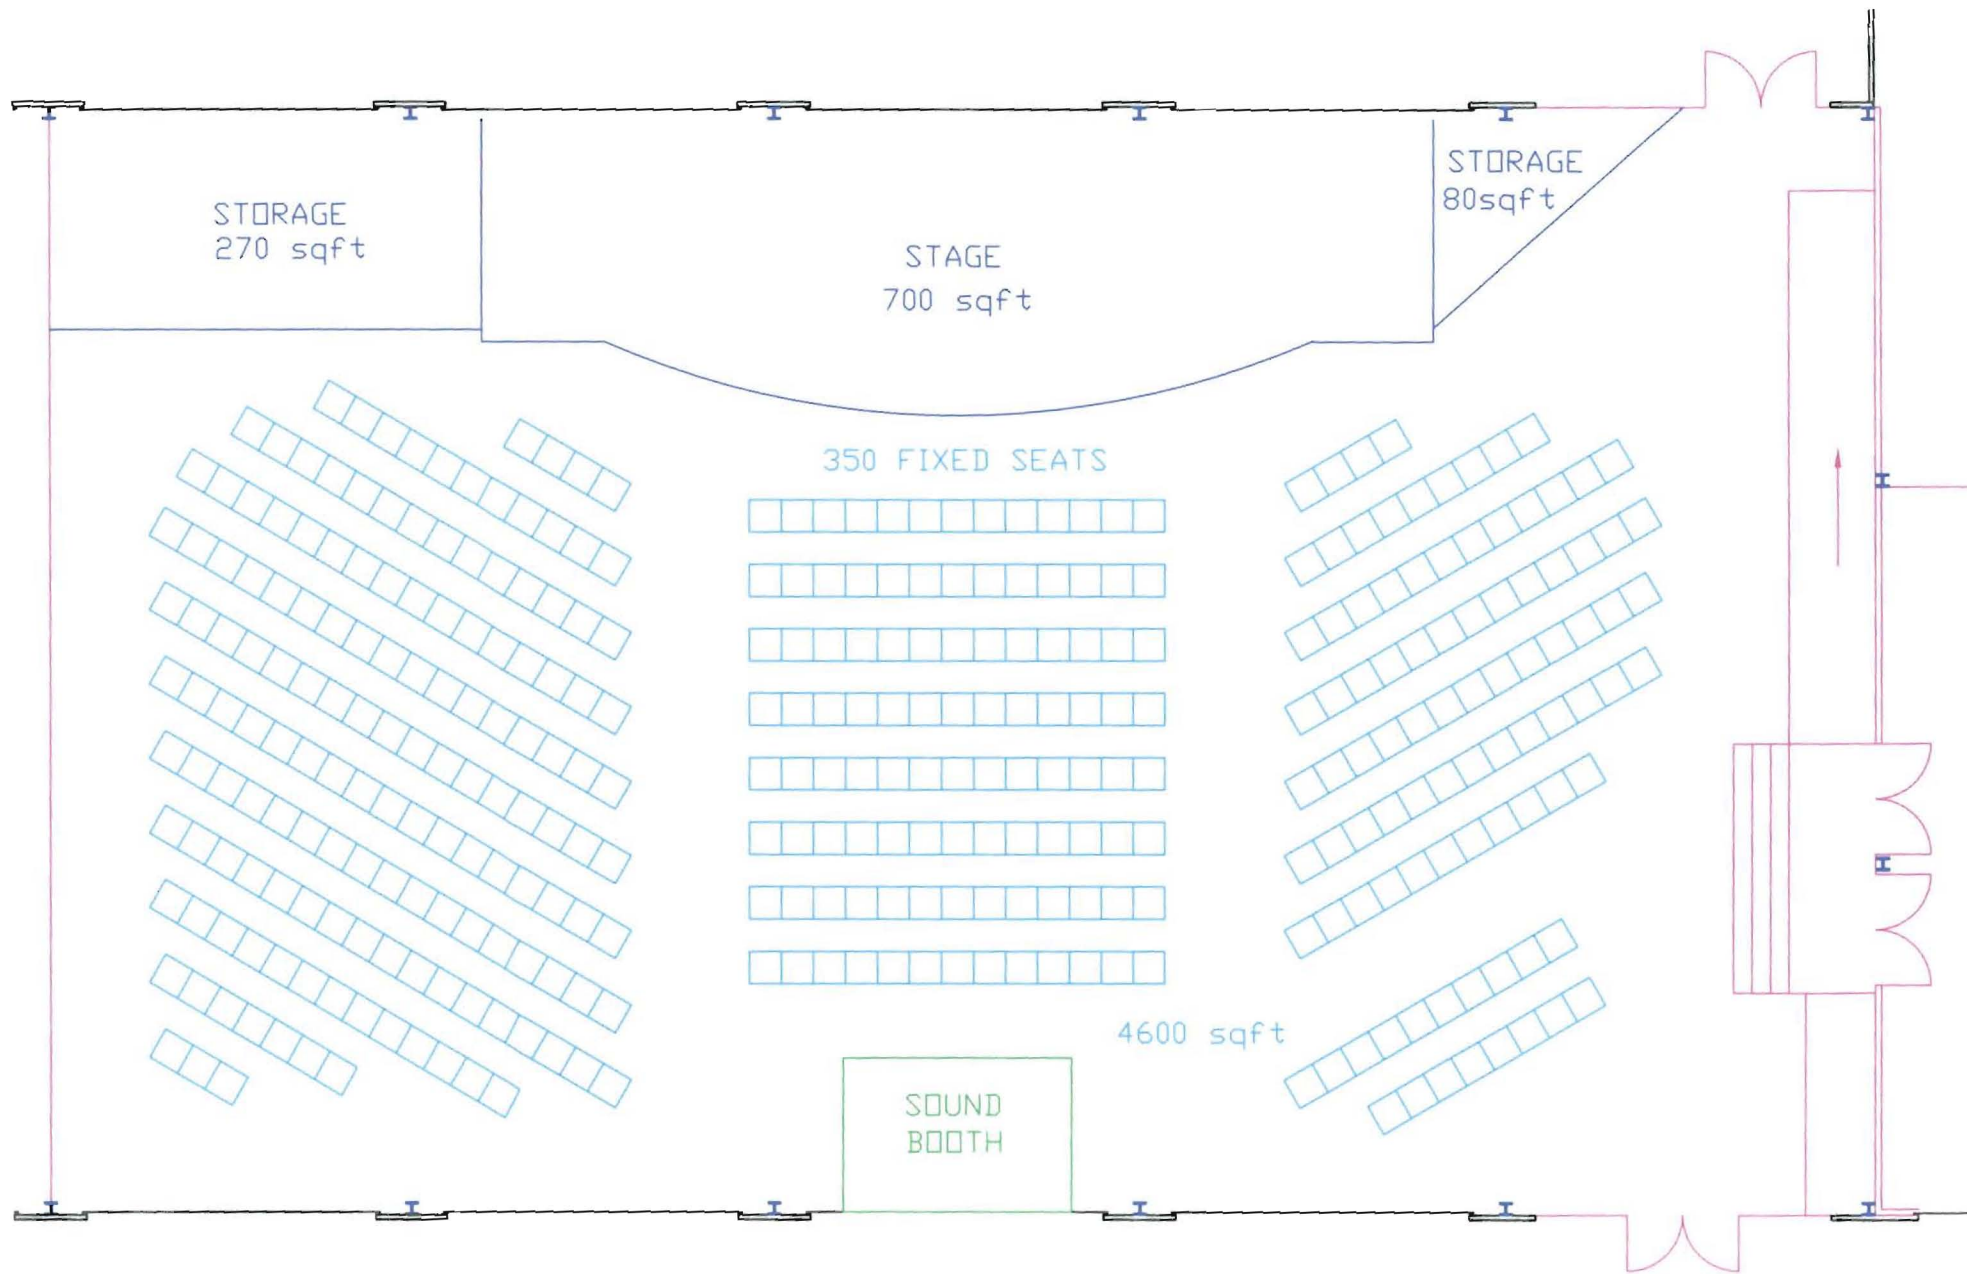 STORAGE
270 sqft
STAGE
700 sqft
STORAGE
80sqft
350 FIXED SEATS
4600 sqft
SOUND
BOOTH